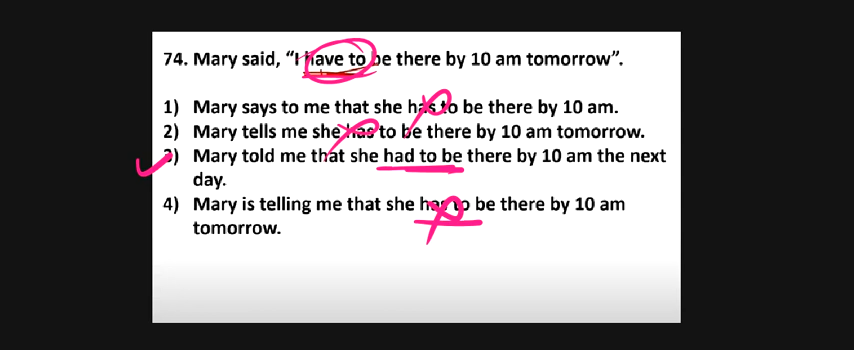 74. Mary said, “I have to be there by 10 am tomorrow”.
1) Mary says to me that she has to be there by 10 am.
2) Mary tells me she has to be there by 10 am tomorrow.
3) Mary told me that she had to be there by 10 am the next
day.
4) Mary is telling me that she has to be there by 10 am
tomorrow.